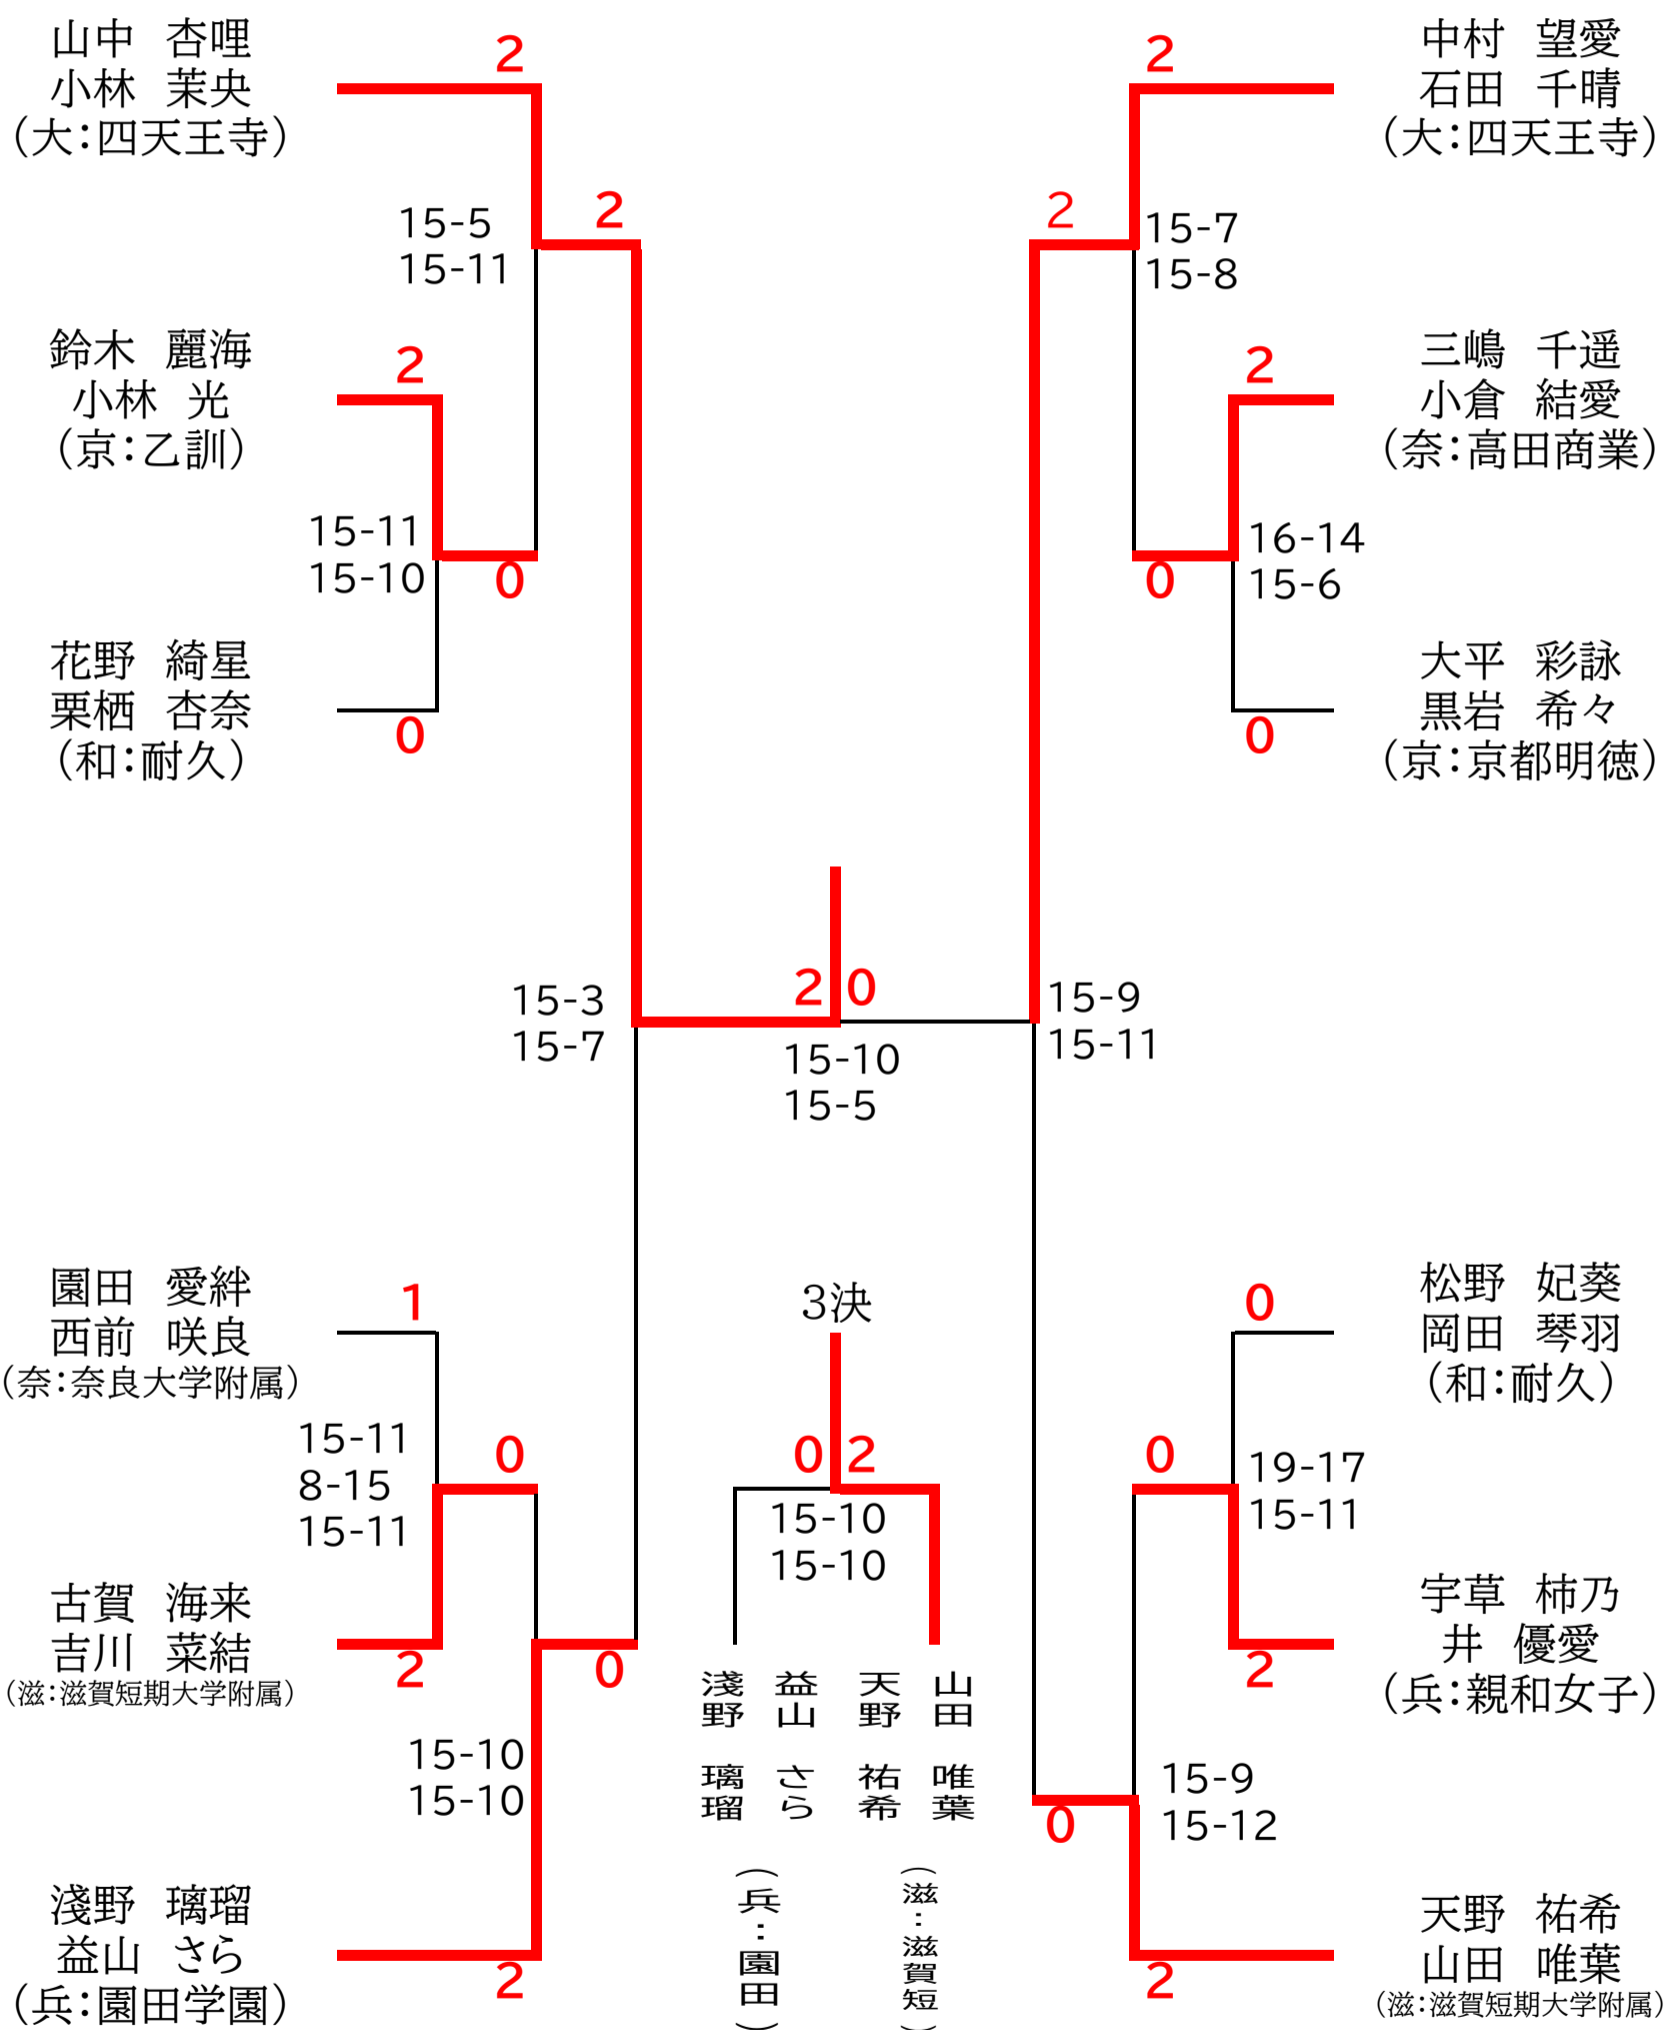 山中 杏哩
小林 茉央
（大：四天王寺）
2
15-5
15-11
2
鈴木 麗海
小林 光
（京：乙訓）
2
15-11
15-10
0
花野 綺星
栗栖 杏奈
（和：耐久）
0
中村 望愛
石田 千晴
（大：四天王寺）
2
2
15-7
15-8
三嶋 千遥
小倉 結愛
（奈：高田商業）
2
16-14
15-6
0
大平 彩詠
黒岩 希々
（京：京都明徳）
0
15-3
15-7
2 0
15-10
15-5
15-9
15-11
園田 愛絆
西前 咲良
（奈：奈良大学附属）
1
15-11
8-15
15-11
0
古賀 海来
吉川 菜結
（滋：滋賀短期大学附属）
2
0
15-10
15-10
淺野 璃瑠
益山 さら
（兵：園田学園）
2
3決
0 2
15-10
15-10
淺野 璃瑠
益山 さら
（兵：園田）
天野 祐希
山田 唯葉
（滋：滋賀短）
松野 妃葵
岡田 琴羽
（和：耐久）
0
0
19-17
15-11
宇草 柿乃
井 優愛
（兵：親和女子）
2
15-9
15-12
0
天野 祐希
山田 唯葉
（滋：滋賀短期大学附属）
2